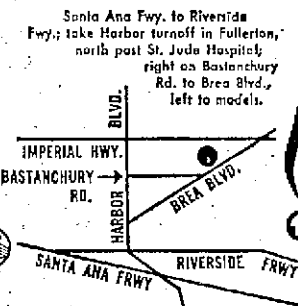 Santa Ana Fwy. to Riverside
Fwy.; take Harbor turnoff in Fullerton,
north past St. Jude Hospital;
right on Bastanchury
Rd. to Brea Blvd.,
left to models.
BLVD.
IMPERIAL HWY.
BASTANCHURY
RD.
BREA BLVD.
HARBOR
SANTA ANA FRWY
RIVERSIDE FRWY